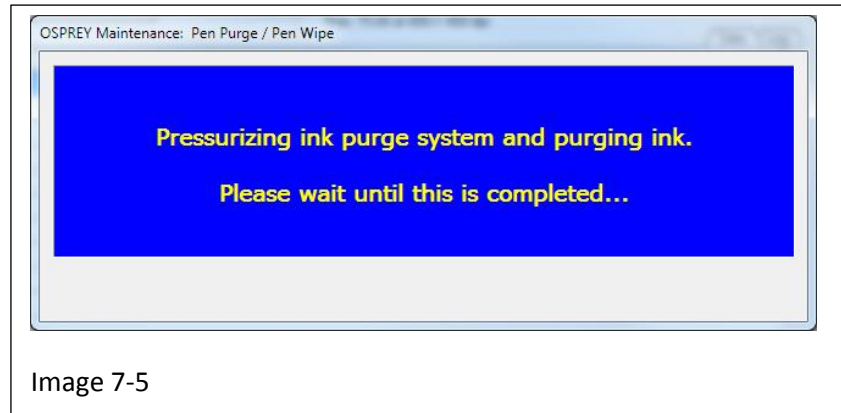 OSPREY Maintenance: Pen Purge / Pen Wipe
Pressurizing ink purge system and purging ink.
Please wait until this is completed...
Image 7-5